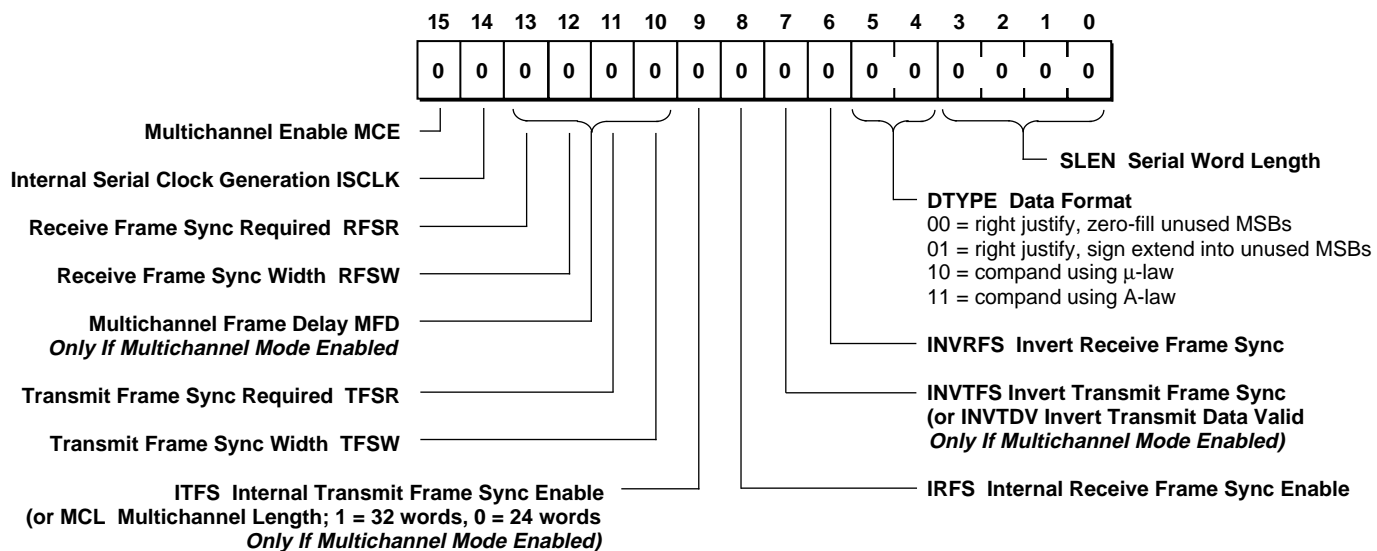 15 14 13 12 11 10 9 8 7 6 5 4 3 2 1 0
0 0 0 0 0 0 0 0 0 0 0 0 0 0 0 0
Multichannel Enable MCE
Internal Serial Clock Generation ISCLK
Receive Frame Sync Required RFSR
Receive Frame Sync Width RFSW
Multichannel Frame Delay MFD
Only If Multichannel Mode Enabled
Transmit Frame Sync Required TFSR
Transmit Frame Sync Width TFSW
ITFS Internal Transmit Frame Sync Enable
(or MCL Multichannel Length; 1 = 32 words, 0 = 24 words
Only If Multichannel Mode Enabled)
SLEN Serial Word Length
DTYPE Data Format
00 = right justify, zero-fill unused MSBs
01 = right justify, sign extend into unused MSBs
10 = compand using μ-law
11 = compand using A-law
INVRFS Invert Receive Frame Sync
INVTFS Invert Transmit Frame Sync
(or INVTDV Invert Transmit Data Valid
Only If Multichannel Mode Enabled)
IRFS Internal Receive Frame Sync Enable